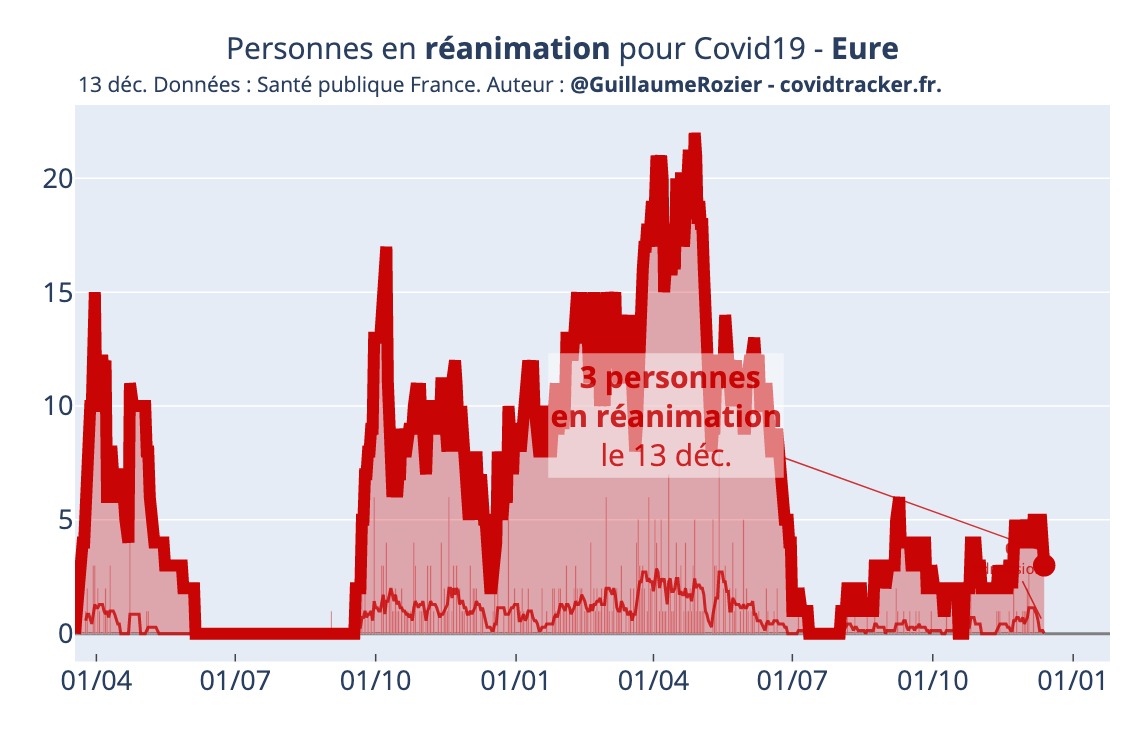 Personnes en réanimation pour Covid19 - Eure
13 déc. Données : Santé publique France. Auteur : @GuillaumeRozier - covidtracker.fr.
20
15
10
5
0
3 personnes
en réanimation
le 13 déc.
01/04
01/07
01/10
01/01
01/04
01/07
01/10
01/01